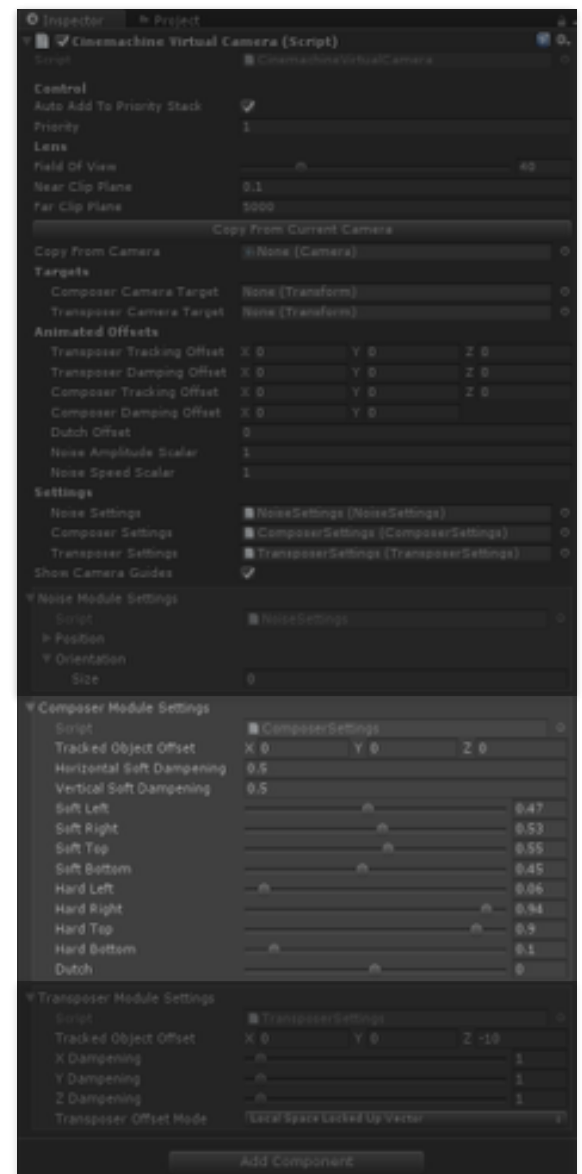 Inspector Project
Cinemachine Virtual Camera (Script)
Script CinemachineVirtualCamera
Control
Auto Add To Priority Stack
Priority 1
Lens
Field Of View 40
Near Clip Plane 0.1
Far Clip Plane 5000
Copy From Current Camera
Copy From Camera None (Camera)
Targets
Composer Camera Target None (Transform)
Transposer Camera Target None (Transform)
Animated Offsets
Transposer Tracking Offset X 0 Y 0 Z 0
Transposer Damping Offset X 0 Y 0 Z 0
Composer Tracking Offset X 0 Y 0 Z 0
Composer Damping Offset X 0 Y 0
Dutch Offset 0
Noise Amplitude Scalar 1
Noise Speed Scalar 1
Settings
Noise Settings NoiseSettings (NoiseSettings)
Composer Settings ComposerSettings (ComposerSettings)
Transposer Settings TransposerSettings (TransposerSettings)
Show Camera Guides
Noise Module Settings
Script NoiseSettings
Position
Orientation
Size 0
Composer Module Settings
Script ComposerSettings
Tracked Object Offset X 0 Y 0 Z 0
Horizontal Soft Dampening 0.5
Vertical Soft Dampening 0.5
Soft Left 0.47
Soft Right 0.53
Soft Top 0.55
Soft Bottom 0.45
Hard Left 0.06
Hard Right 0.94
Hard Top 0.9
Hard Bottom 0.1
Dutch 0
Transposer Module Settings
Script TransposerSettings
Tracked Object Offset X 0 Y 0 Z -10
X Dampening 1
Y Dampening 1
Z Dampening 1
Transposer Offset Mode Local Space Locked Up Vector
Add Component